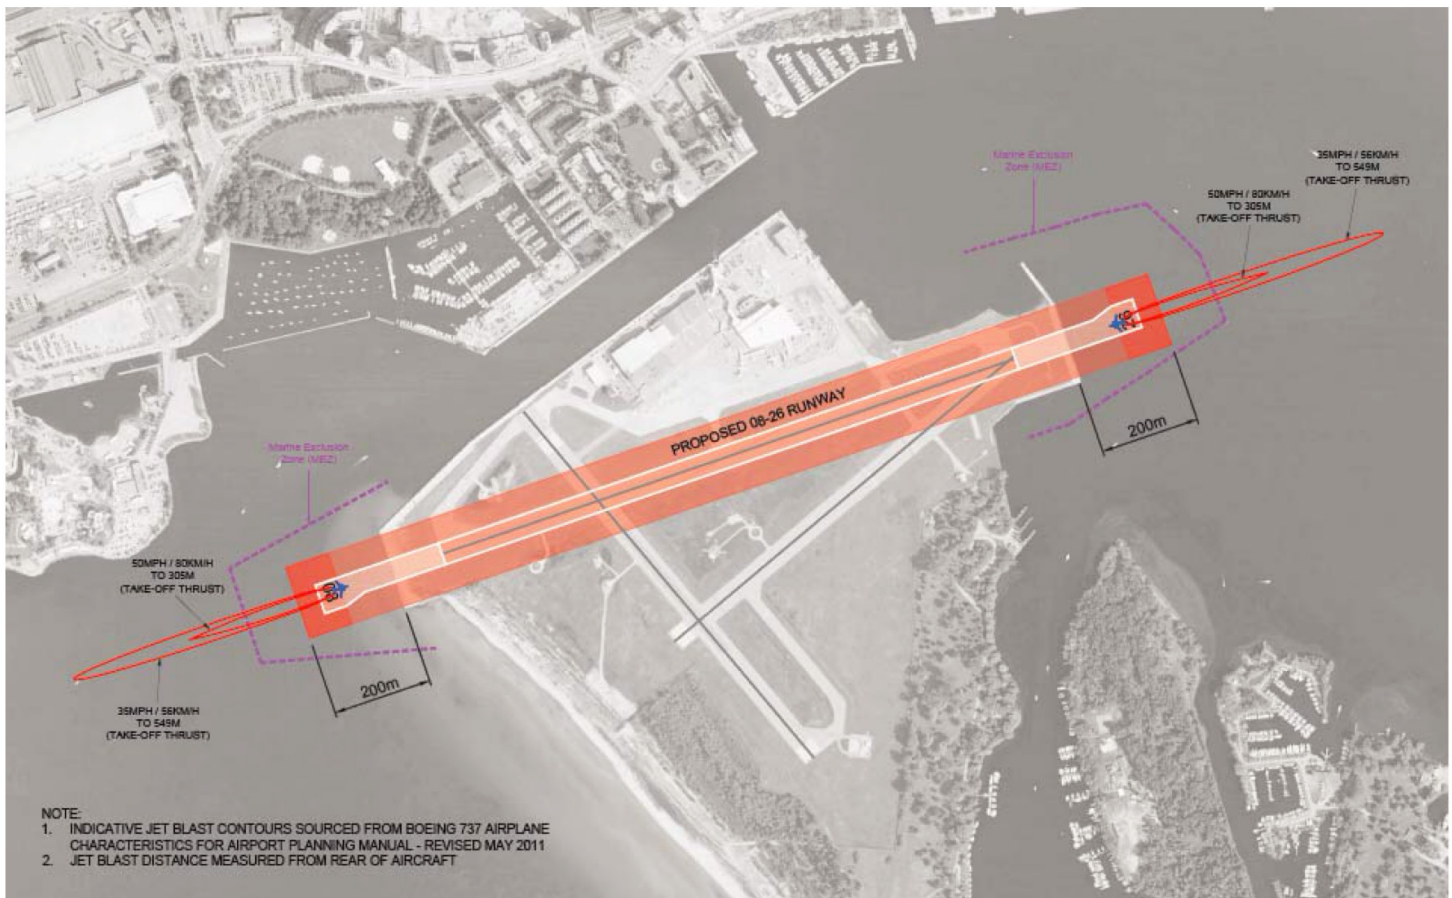 Marine Exclusion
Zone (MEZ)
35MPH / 56KM/H
TO 549M
(TAKE-OFF THRUST)
50MPH / 80KM/H
TO 305M
(TAKE-OFF THRUST)
26
200m
PROPOSED 08-26 RUNWAY
Marine Exclusion
Zone (MEZ)
50MPH / 80KM/H
TO 305M
(TAKE-OFF THRUST)
08
200m
35MPH / 56KM/H
TO 549M
(TAKE-OFF THRUST)
NOTE:
1. INDICATIVE JET BLAST CONTOURS SOURCED FROM BOEING 737 AIRPLANE
CHARACTERISTICS FOR AIRPORT PLANNING MANUAL - REVISED MAY 2011
2. JET BLAST DISTANCE MEASURED FROM REAR OF AIRCRAFT